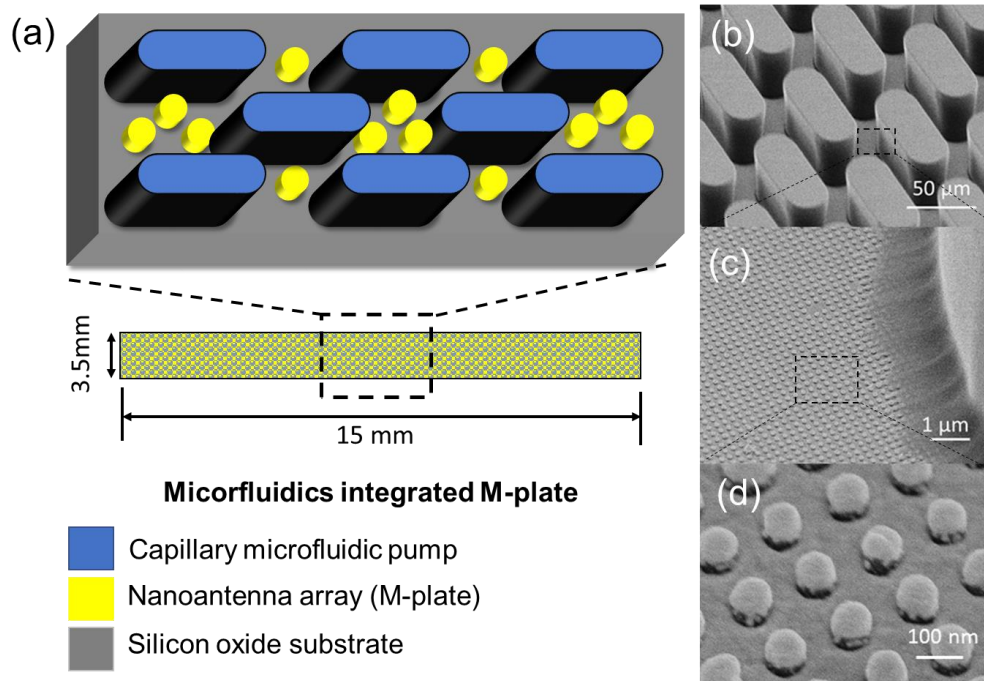 (a)
3.5mm
15 mm
Micorfluidics integrated M-plate
Capillary microfluidic pump
Nanoantenna array (M-plate)
Silicon oxide substrate
(b)
50 μm
(c)
1 μm
(d)
100 nm